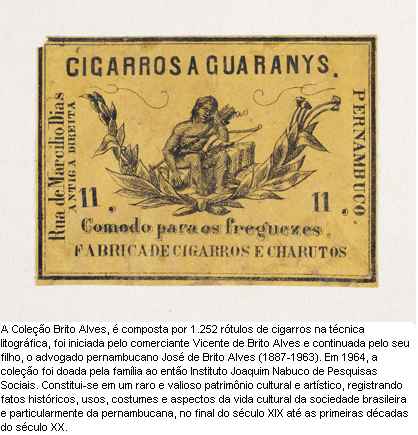 CIGARROS A GUARANYS.
Rua de Marcilio Dias
ANTIGA DIREITA
PERNAMBUCO.
11. 11.
Comodo para os freguezes.
FABRICA DE CIGARROS E CHARUTOS
A Coleção Brito Alves, é composta por 1.252 rótulos de cigarros na técnica
litográfica, foi iniciada pelo comerciante Vicente de Brito Alves e continuada pelo seu
filho, o advogado pernambucano José de Brito Alves (1887-1963). Em 1964, a
coleção foi doada pela família ao então Instituto Joaquim Nabuco de Pesquisas
Sociais. Constitui-se em um raro e valioso patrimônio cultural e artístico, registrando
fatos históricos, usos, costumes e aspectos da vida cultural da sociedade brasileira
e particularmente da pernambucana, no final do século XIX até as primeiras décadas
do século XX.